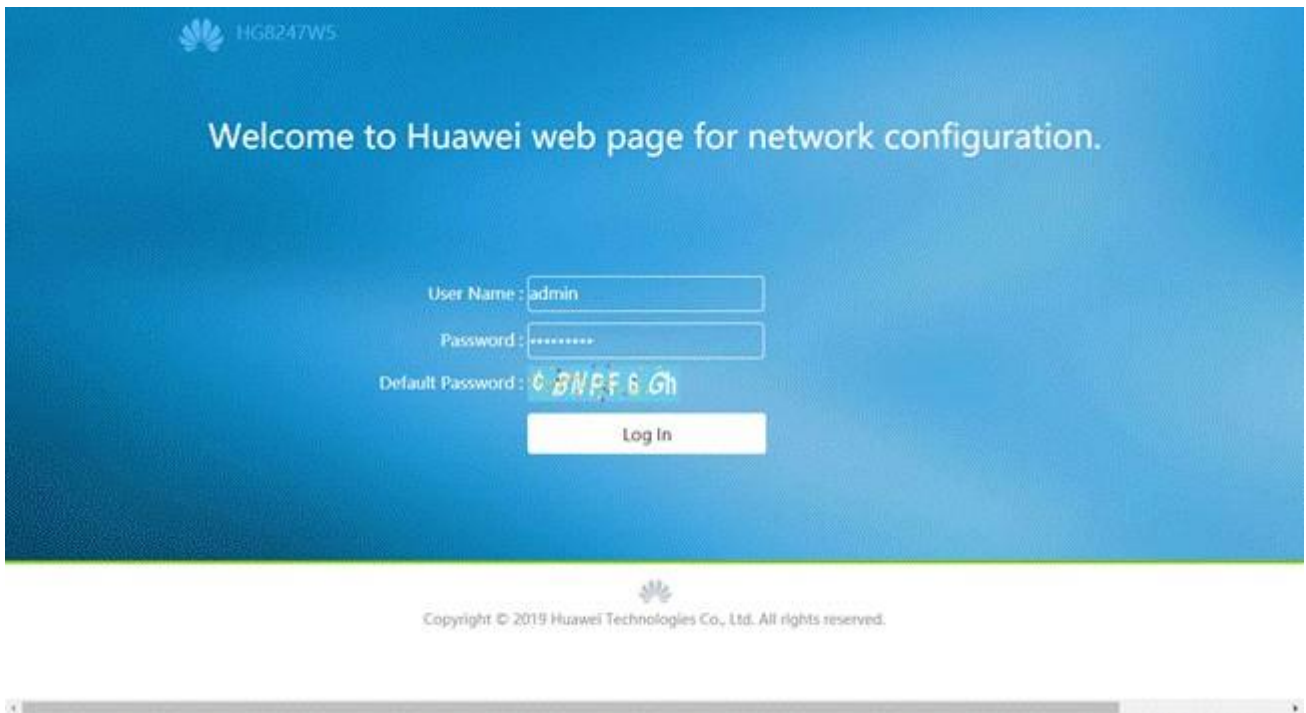 HG8247W5
Welcome to Huawei web page for network configuration.
User Name : admin
Password : •••••••••
Default Password : ¢ BNPF6Gh
Log In
Copyright © 2019 Huawei Technologies Co., Ltd. All rights reserved.